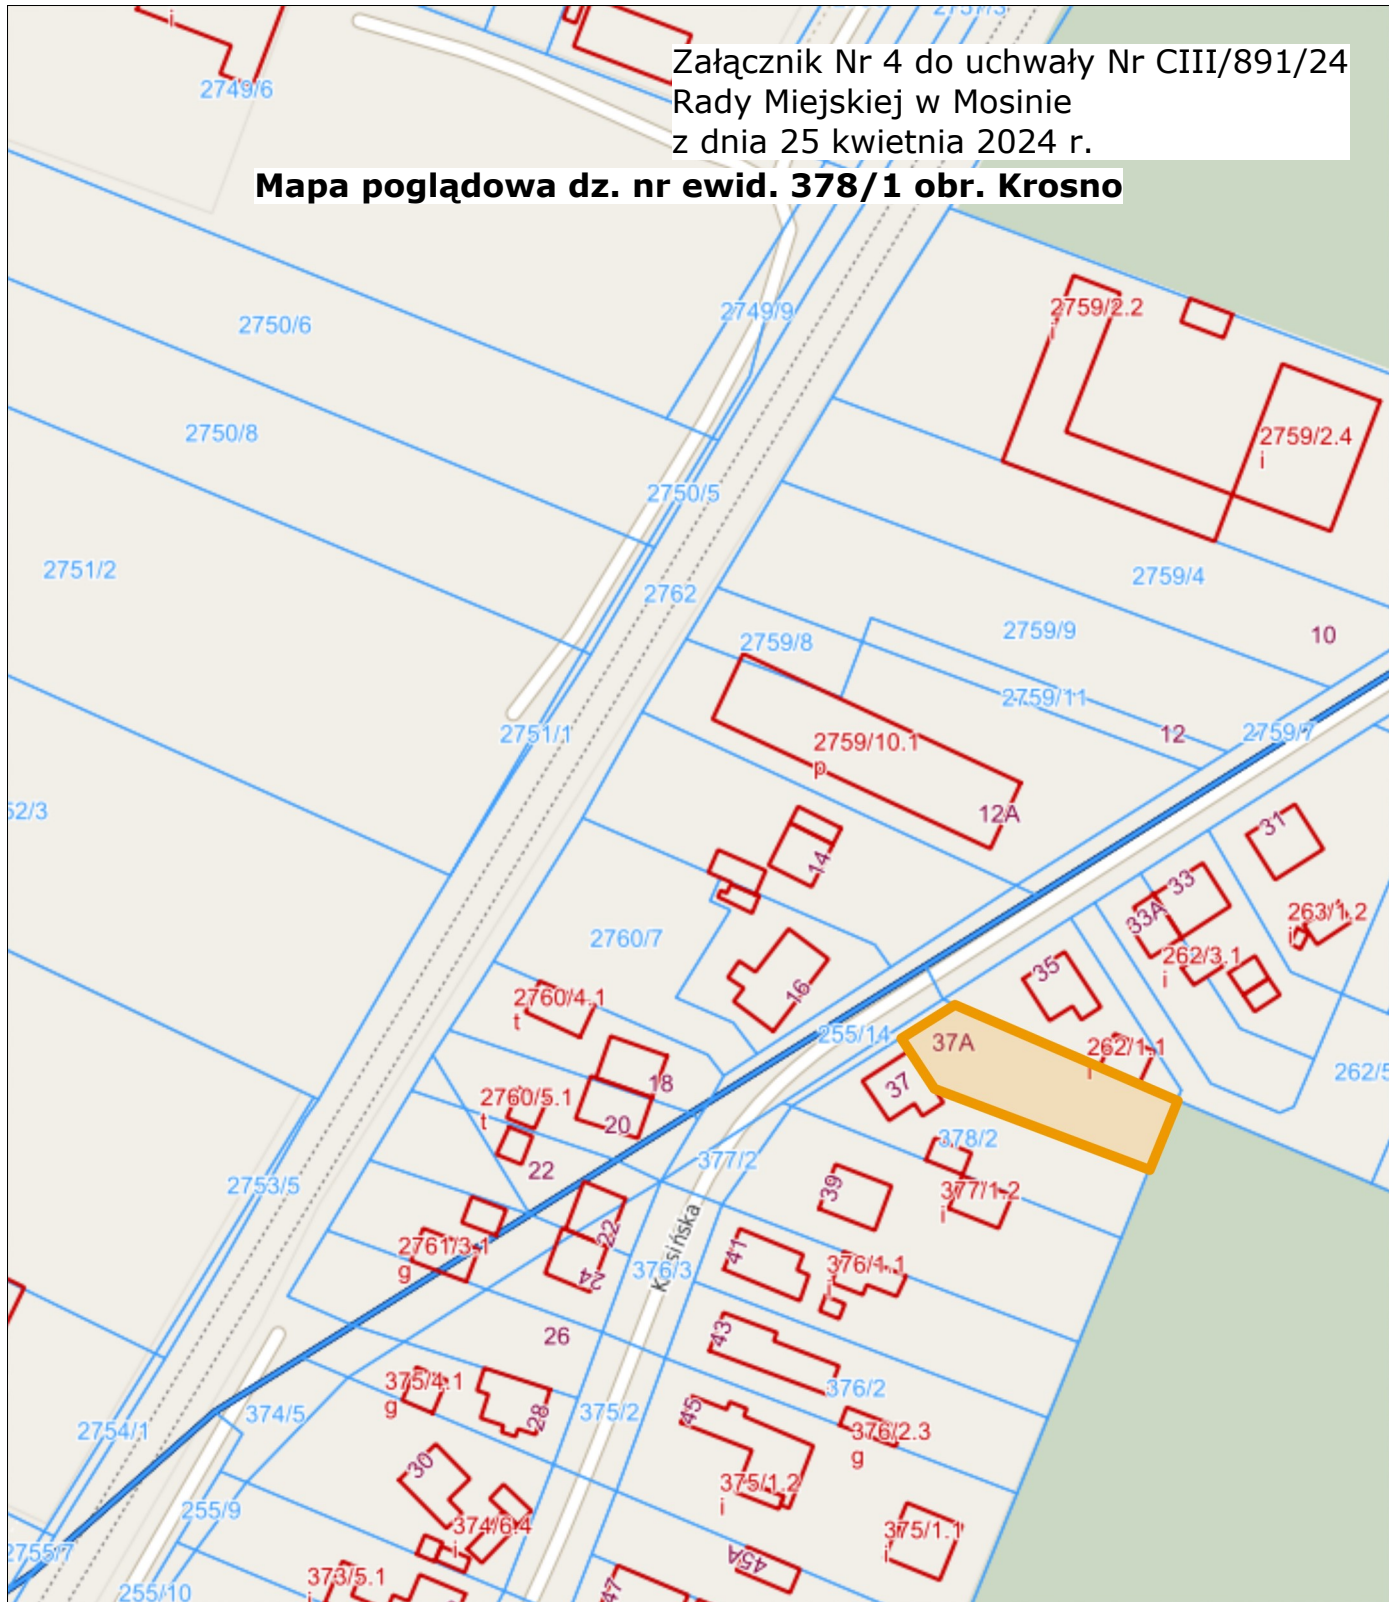 Załącznik Nr 4 do uchwały Nr CIII/891/24
Rady Miejskiej w Mosinie
z dnia 25 kwietnia 2024 r.
Mapa poglądowa dz. nr ewid. 378/1 obr. Krosno
i
2749/6
2759/2.2
i
2749/9
2750/6
2750/8
2759/2.4
i
2750/5
2751/2
2759/4
2762
2759/9
10
2759/8
2759/11
2751/1
12
2759/7
2759/10.1
p
52/3
12A
31
14
33
263/1.2
i
33A
2760/7
262/3.1
i
35
16
2760/4.1
t
255/14
37A
262/1.1
i
262/5
18
37
2760/5.1
t
20
378/2
377/2
22
2753/5
39
377/1.2
i
22
Krosińska
2761/3.1
g
41
376/3
376/1.1
i
24
26
43
375/4.1
g
376/2
28
374/5
375/2
45
2754/1
376/2.3
g
30
375/1.2
i
255/9
374/6.4
i
375/1.1
i
2755/7
45A
373/5.1
i
255/10
47